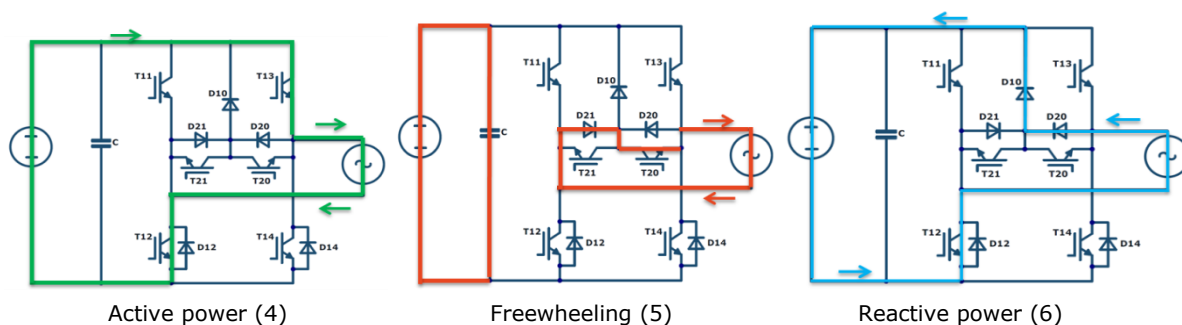 T11
T13
D10
D21
D20
C
T21
T20
T12
D12
T14
D14
Active power (4)
T11
T13
D10
D21
D20
C
T21
T20
T12
D12
T14
D14
Freewheeling (5)
T11
T13
D10
D21
D20
C
T21
T20
T12
D12
T14
D14
Reactive power (6)